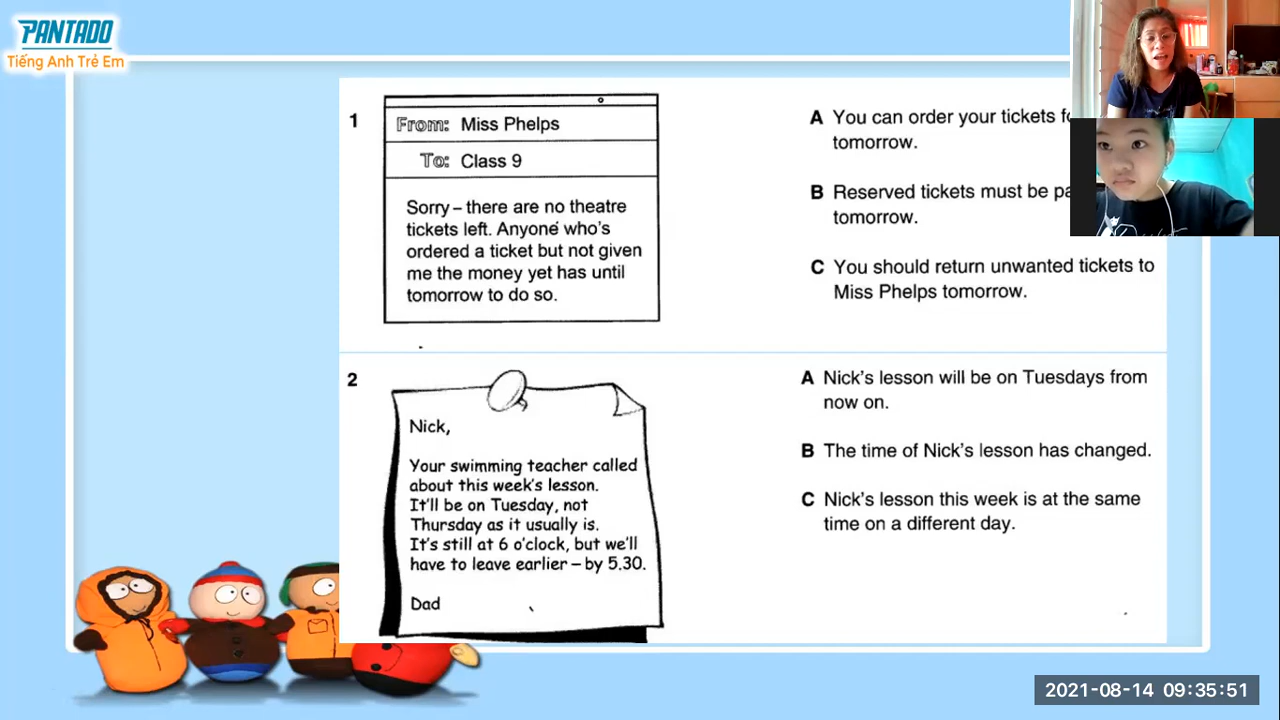 PANTADO
Tiếng Anh Trẻ Em
1
From: Miss Phelps
To: Class 9
Sorry – there are no theatre
tickets left. Anyone who's
ordered a ticket but not given
me the money yet has until
tomorrow to do so.
A You can order your tickets
tomorrow.
B Reserved tickets must be
tomorrow.
C You should return unwanted tickets to
Miss Phelps tomorrow.
2
Nick,
Your swimming teacher called
about this week's lesson.
It'll be on Tuesday, not
Thursday as it usually is.
It's still at 6 o'clock, but we'll
have to leave earlier – by 5.30.
Dad
A Nick's lesson will be on Tuesdays from
now on.
B The time of Nick's lesson has changed.
C Nick's lesson this week is at the same
time on a different day.
2021-08-14 09:35:51